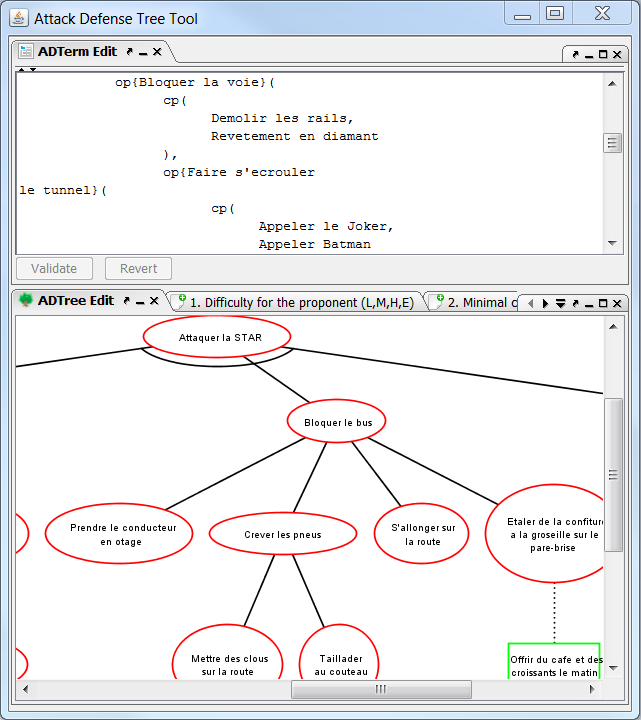 Attack Defense Tree Tool
ADTerm Edit
op{Bloquer la voie}(
cp(
Demolir les rails,
Revetement en diamant
),
op{Faire s'ecrouler
le tunnel}(
cp(
Appeler le Joker,
Appeler Batman
Validate Revert
ADTree Edit 1. Difficulty for the proponent (L,M,H,E) 2. Minimal c
Attaquer la STAR
Bloquer le bus
Prendre le conducteur
en otage
Crever les pneus
S'allonger sur
la route
Etaler de la confitur
a la groseille sur le
pare-brise
Mettre des clous
sur la route
Taillader
au couteau
Offrir du cafe et des
croissants le matin